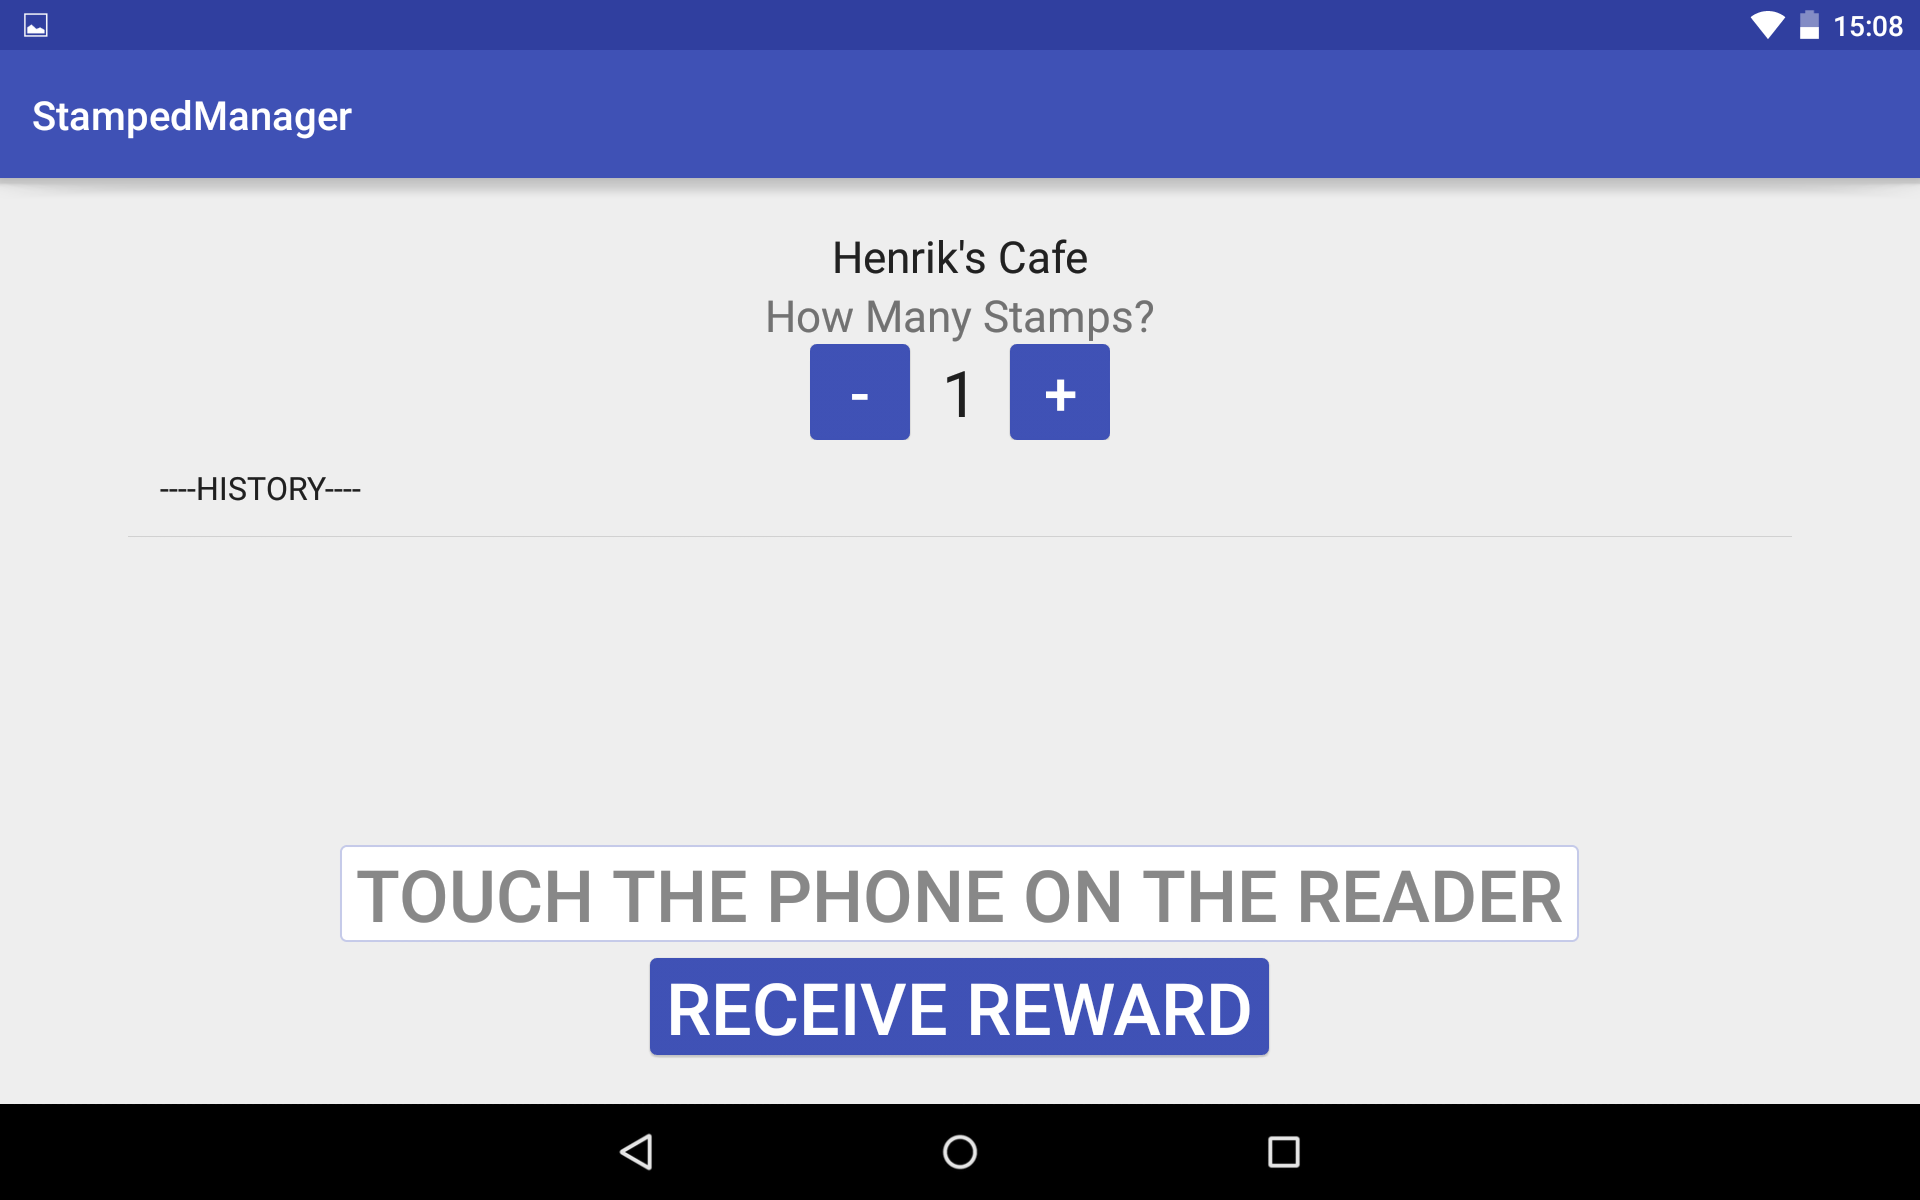 15:08
StampedManager
Henrik's Cafe
How Many Stamps?
- 1 +
----HISTORY----
TOUCH THE PHONE ON THE READER
RECEIVE REWARD